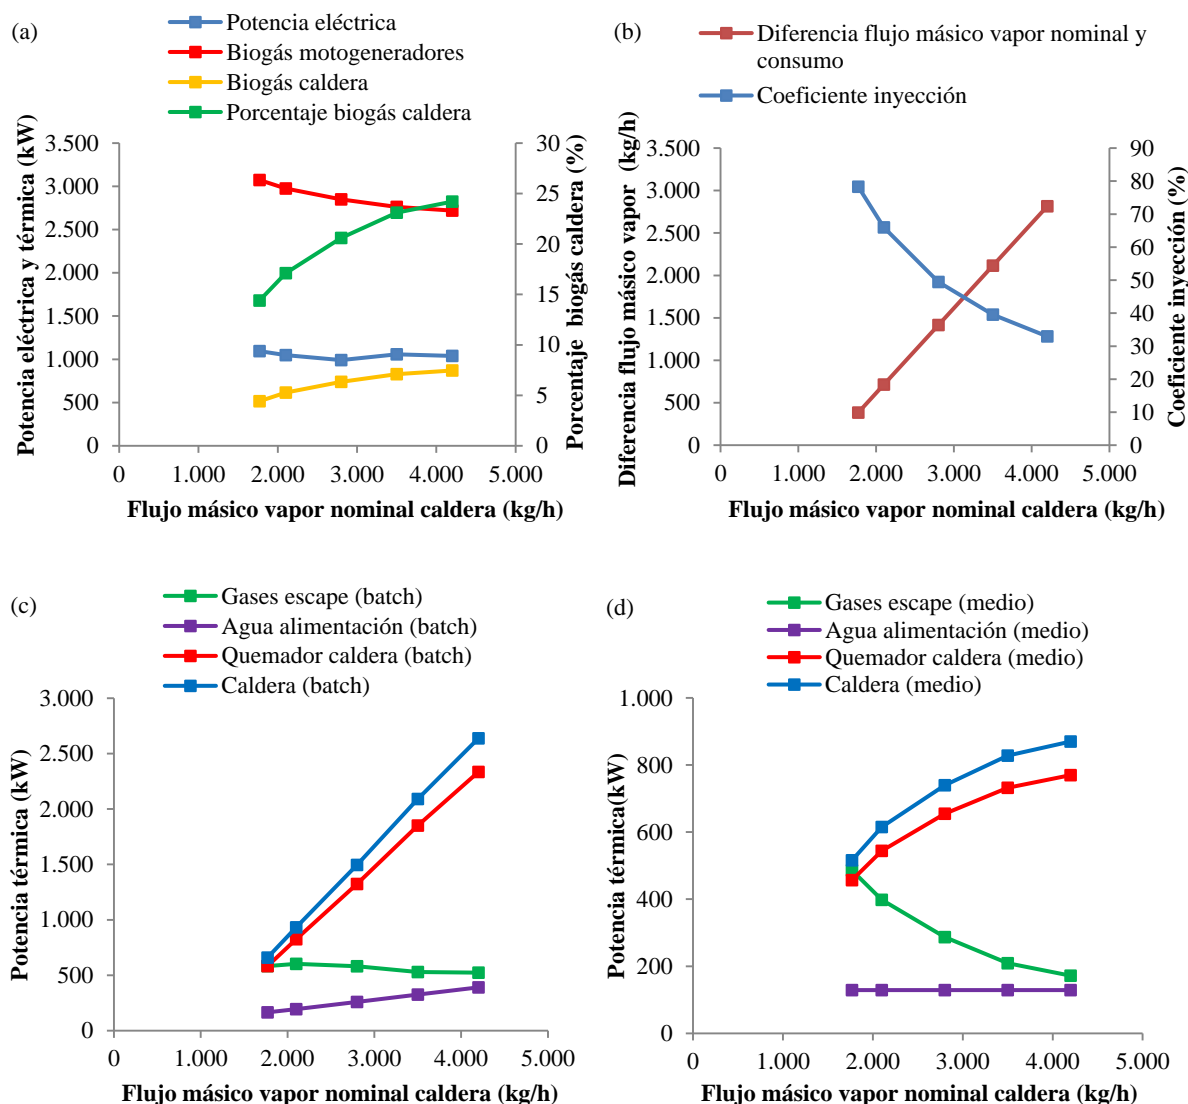 (a)
Potencia eléctrica
Biogás motogeneradores
Biogás caldera
Porcentaje biogás caldera
Potencia eléctrica y térmica (kW)
3.500
3.000
2.500
2.000
1.500
1.000
500
0
30
25
20
15
10
5
0
Porcentaje biogás caldera (%)
0
1.000
2.000
3.000
4.000
5.000
Flujo másico vapor nominal caldera (kg/h)
(b)
Diferencia flujo másico vapor nominal y
consumo
Coeficiente inyección
Diferencia flujo másico vapor (kg/h)
3.500
3.000
2.500
2.000
1.500
1.000
500
0
90
80
70
60
50
40
30
20
10
0
Coeficiente inyección (%)
0
1.000
2.000
3.000
4.000
5.000
Flujo másico vapor nominal caldera (kg/h)
(c)
Gases escape (batch)
Agua alimentación (batch)
Quemador caldera (batch)
Caldera (batch)
Potencia térmica (kW)
3.000
2.500
2.000
1.500
1.000
500
0
0
1.000
2.000
3.000
4.000
5.000
Flujo másico vapor nominal caldera (kg/h)
(d)
Gases escape (medio)
Agua alimentación (medio)
Quemador caldera (medio)
Caldera (medio)
Potencia térmica(kW)
1.000
800
600
400
200
0
0
1.000
2.000
3.000
4.000
5.000
Flujo másico vapor nominal caldera (kg/h)